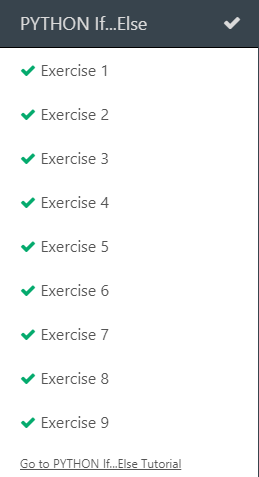 PYTHON If...Else
Exercise 1
Exercise 2
Exercise 3
Exercise 4
Exercise 5
Exercise 6
Exercise 7
Exercise 8
Exercise 9
Go to PYTHON If...Else Tutorial